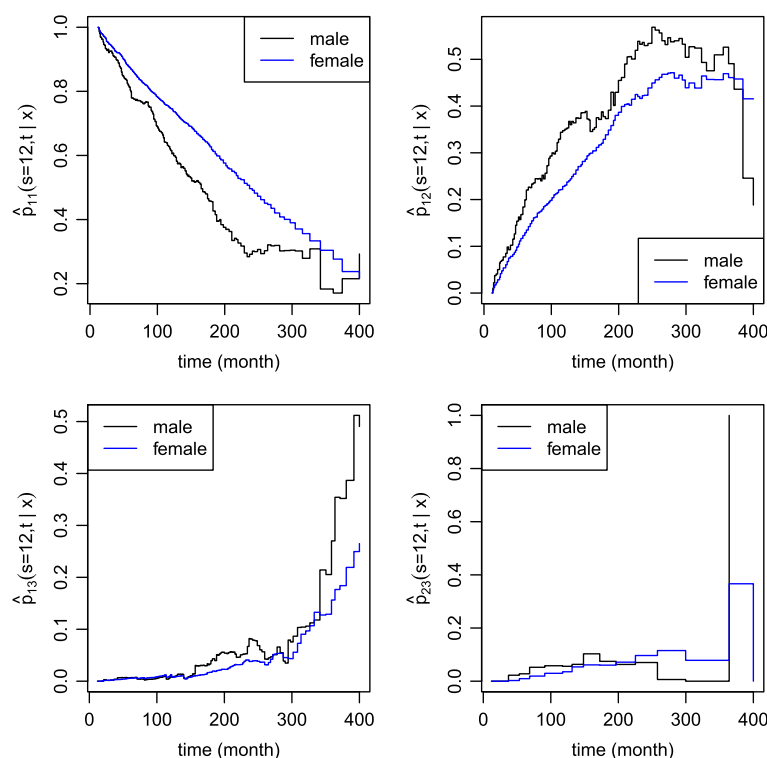 p̂11(s=12,t | x)
1.0
0.8
0.6
0.4
0.2
male
female
0 100 200 300 400
time (month)
p̂12(s=12,t | x)
0.5
0.4
0.3
0.2
0.1
0.0
male
female
0 100 200 300 400
time (month)
p̂13(s=12,t | x)
0.5
0.4
0.3
0.2
0.1
0.0
male
female
0 100 200 300 400
time (month)
p̂23(s=12,t | x)
1.0
0.8
0.6
0.4
0.2
0.0
male
female
0 100 200 300 400
time (month)